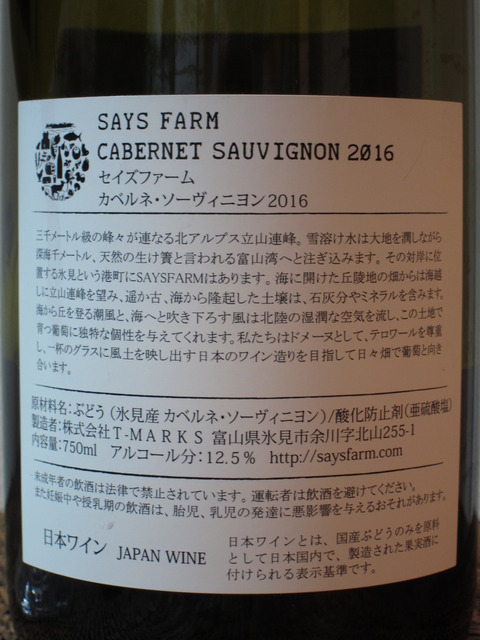 SAYS FARM
CABERNET SAUVIGNON 2016
セイズファーム
カベルネ・ソーヴィニヨン2016
三千メートル級の峰々が連なる北アルプス立山連峰。雪溶け水は大地を潤しながら
深海千メートル、天然の生け簀と言われる富山湾へと注ぎ込みます。その対岸に位
置する氷見という港町にSAYSFARMはあります。海に開けた丘陵地の畑からは海越
しに立山連峰を望み、遥か古、海から隆起した土壌は、石灰分やミネラルを含みます。
海から丘を登る潮風と、海へと吹き下ろす風は北陸の湿潤な空気を流し、この土地で
育つ葡萄に独特な個性を与えてくれます。私たちはドメーヌとして、テロワールを尊重
し、一杯のグラスに風土を映し出す日本のワイン造りを目指して日々畑で葡萄と向き
合います。
原材料名:ぶどう（氷見産 カベルネ・ソーヴィニヨン）/酸化防止剤(亜硫酸塩)
製造者:株式会社T-MARKS 富山県氷見市余川字北山255-1
内容量:750ml アルコール分:12.5% http://saysfarm.com
未成年者の飲酒は法律で禁止されています。運転者は飲酒を避けてください。
また妊娠中や授乳期の飲酒は、胎児、乳児の発達に悪影響を与えるおそれがあります。
日本ワイン JAPAN WINE
日本ワインとは、国産ぶどうのみを原料
として日本国内で、製造された果実酒に
付けられる表示基準です。